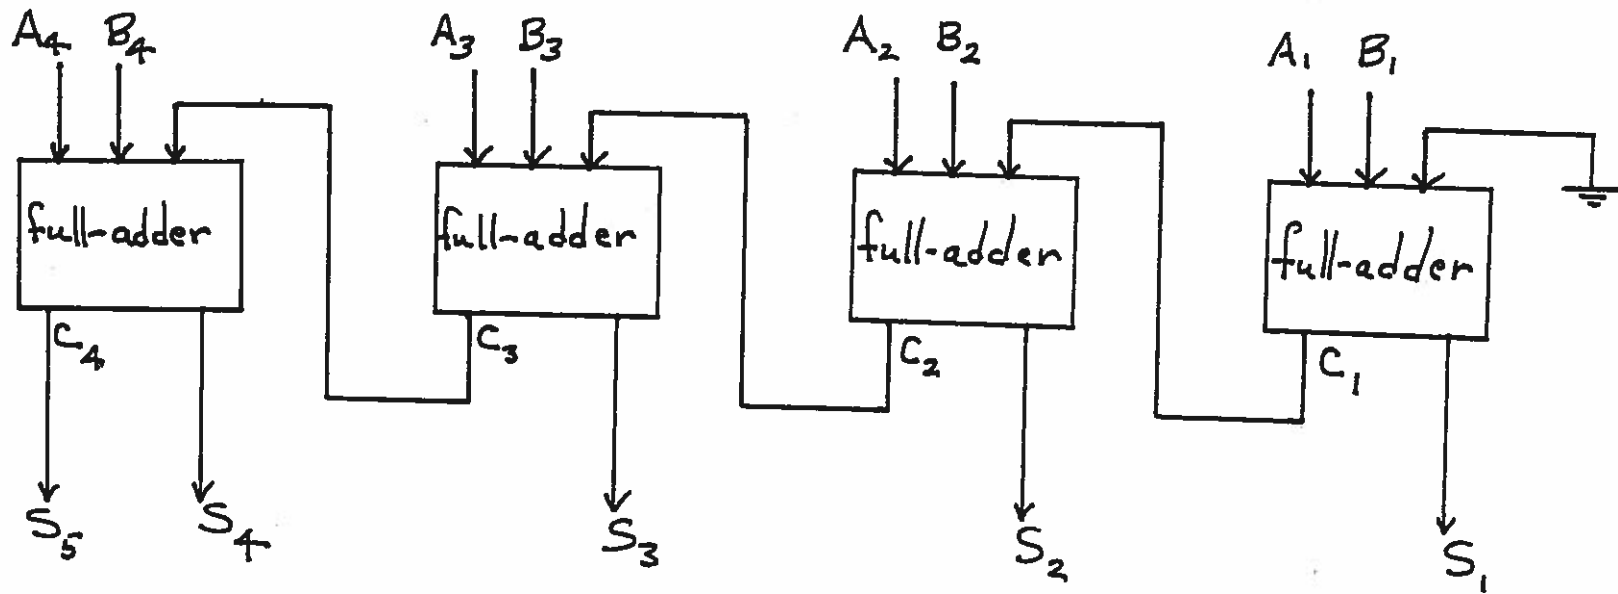 A4 B4 A3 B3 A2 B2 A1 B1
full-adder full-adder full-adder full-adder
C4 C3 C2 C1
S5 S4 S3 S2 S1